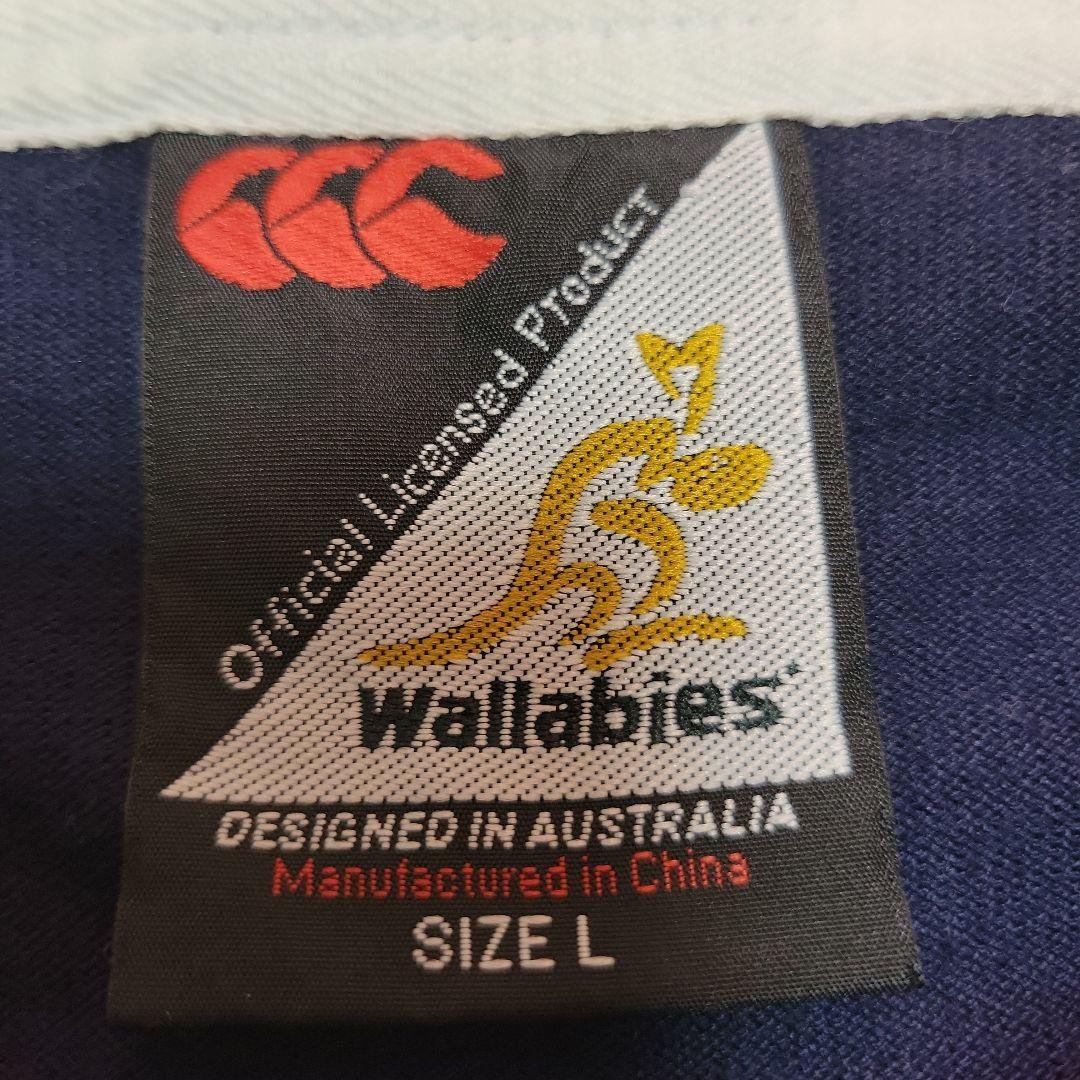 Official Licensed Product
Wallabies
DESIGNED IN AUSTRALIA
Manufactured in China
SIZE L